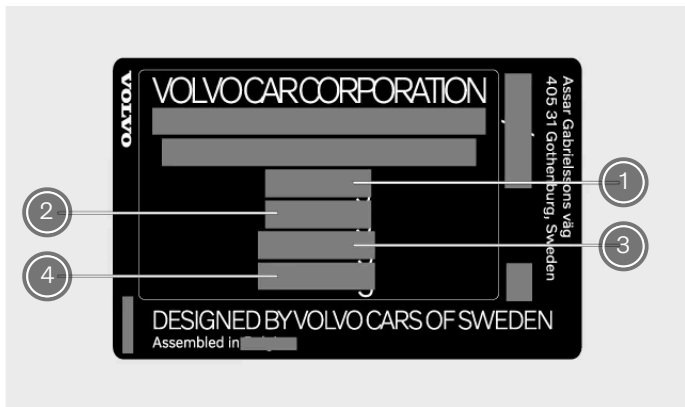 VOLVO
VOLVO CAR CORPORATION
Assar Gabrielssons väg
405 31 Gothenburg, Sweden
1
2
3
4
DESIGNED BY VOLVO CARS OF SWEDEN
Assembled in